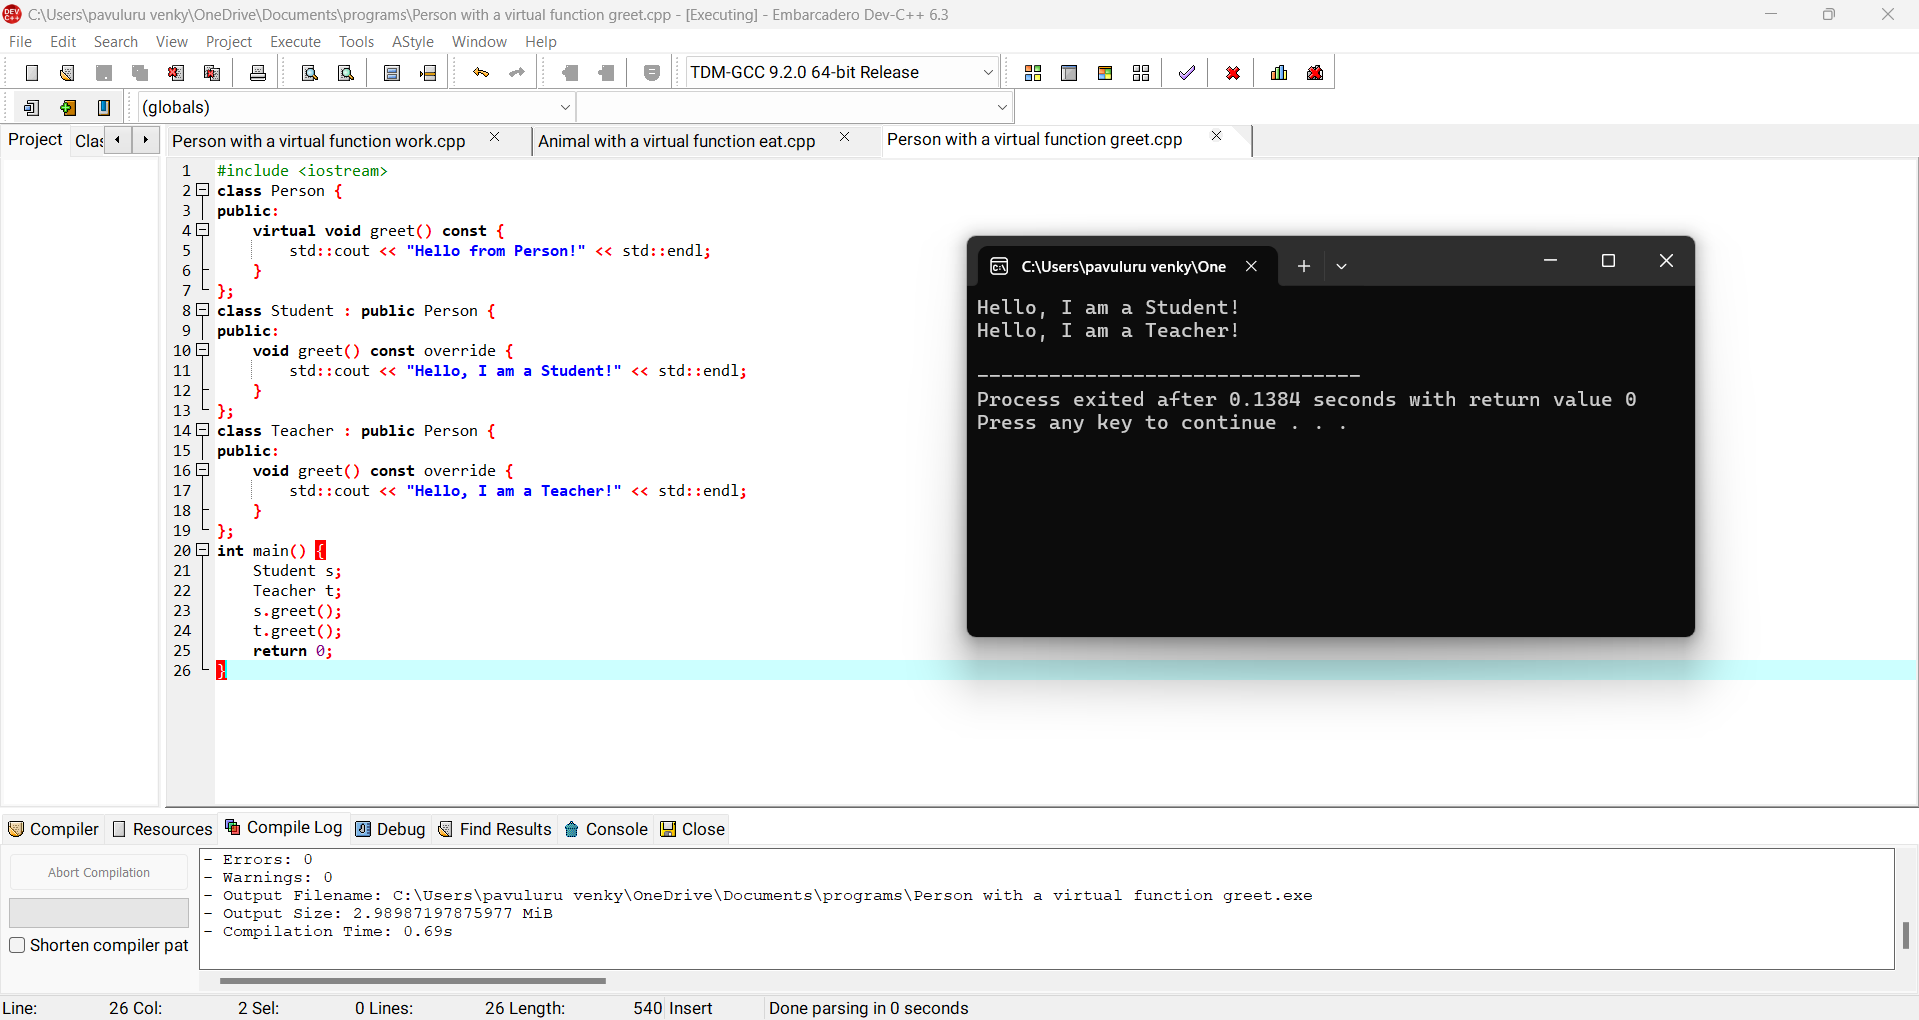 C:\Users\pavuluru venky\OneDrive\Documents\programs\Person with a virtual function greet.cpp - [Executing] - Embarcadero Dev-C++ 6.3
File Edit Search View Project Execute Tools AStyle Window Help
TDM-GCC 9.2.0 64-bit Release
(globals)
Project Clas Person with a virtual function work.cpp Animal with a virtual function eat.cpp Person with a virtual function greet.cpp
1 #include <iostream>
2 class Person {
3 public:
4 virtual void greet() const {
5 std::cout << "Hello from Person!" << std::endl;
6 }
7 };
8 class Student : public Person {
9 public:
10 void greet() const override {
11 std::cout << "Hello, I am a Student!" << std::endl;
12 }
13 };
14 class Teacher : public Person {
15 public:
16 void greet() const override {
17 std::cout << "Hello, I am a Teacher!" << std::endl;
18 }
19 };
20 int main() {
21 Student s;
22 Teacher t;
23 s.greet();
24 t.greet();
25 return 0;
26 }
C:\Users\pavuluru venky\One
Hello, I am a Student!
Hello, I am a Teacher!
--------------------------------
Process exited after 0.1384 seconds with return value 0
Press any key to continue . . .
Compiler Resources Compile Log Debug Find Results Console Close
Abort Compilation
Shorten compiler pat
- Errors: 0
- Warnings: 0
- Output Filename: C:\Users\pavuluru venky\OneDrive\Documents\programs\Person with a virtual function greet.exe
- Output Size: 2.98987197875977 MiB
- Compilation Time: 0.69s
Line: 26 Col: 2 Sel: 0 Lines: 26 Length: 540 Insert Done parsing in 0 seconds